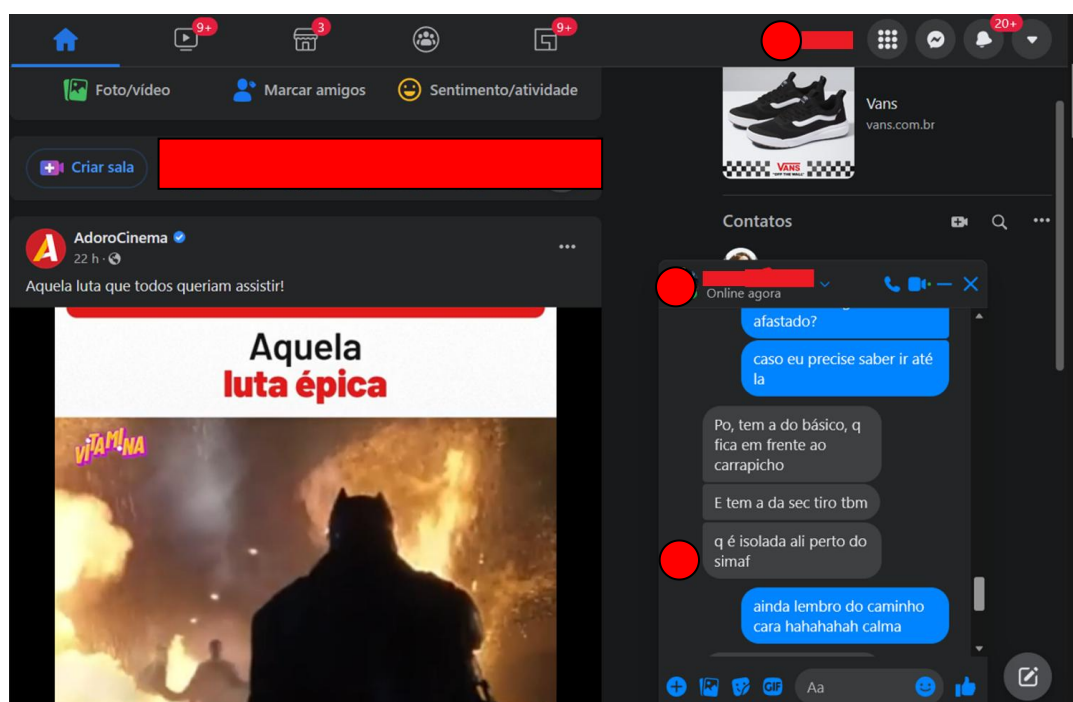 9+
3
9+
20+
Foto/vídeo
Marcar amigos
Sentimento/atividade
Criar sala
AdoroCinema
22 h ·
Aquela luta que todos queriam assistir!
Aquela
luta épica
VITAMINA
Vans
vans.com.br
VANS
"OFF THE WALL"
Contatos
Online agora
afastado?
caso eu precise saber ir até
la
Po, tem a do básico, q
fica em frente ao
carrapicho
E tem a da sec tiro tbm
q é isolada ali perto do
simaf
ainda lembro do caminho
cara hahahahah calma
GIF
Aa